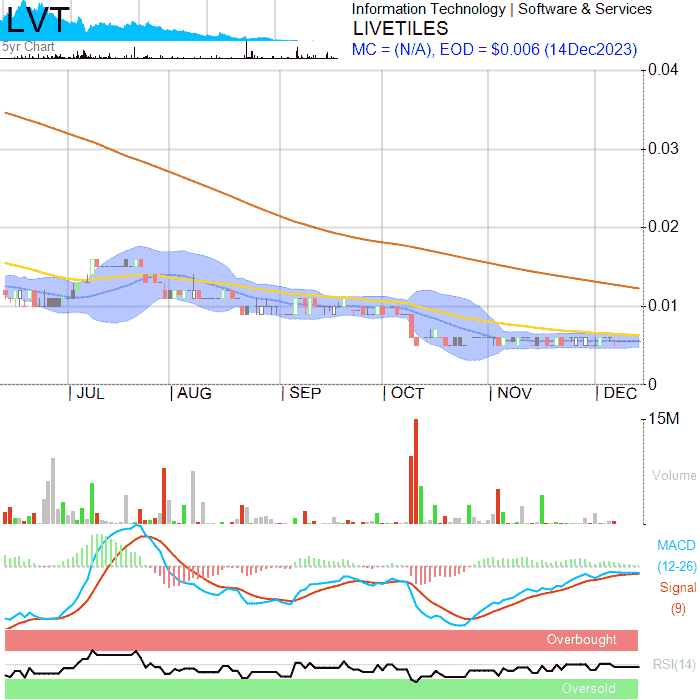 LVT
5yr Chart
Information Technology | Software & Services
LIVETILES
MC = (N/A), EOD = $0.006 (14Dec2023)
0.04
0.03
0.02
0.01
0
JUL AUG SEP OCT NOV DEC
15M
Volume
MACD
(12-26)
Signal
(9)
Overbought
RSI(14)
Oversold